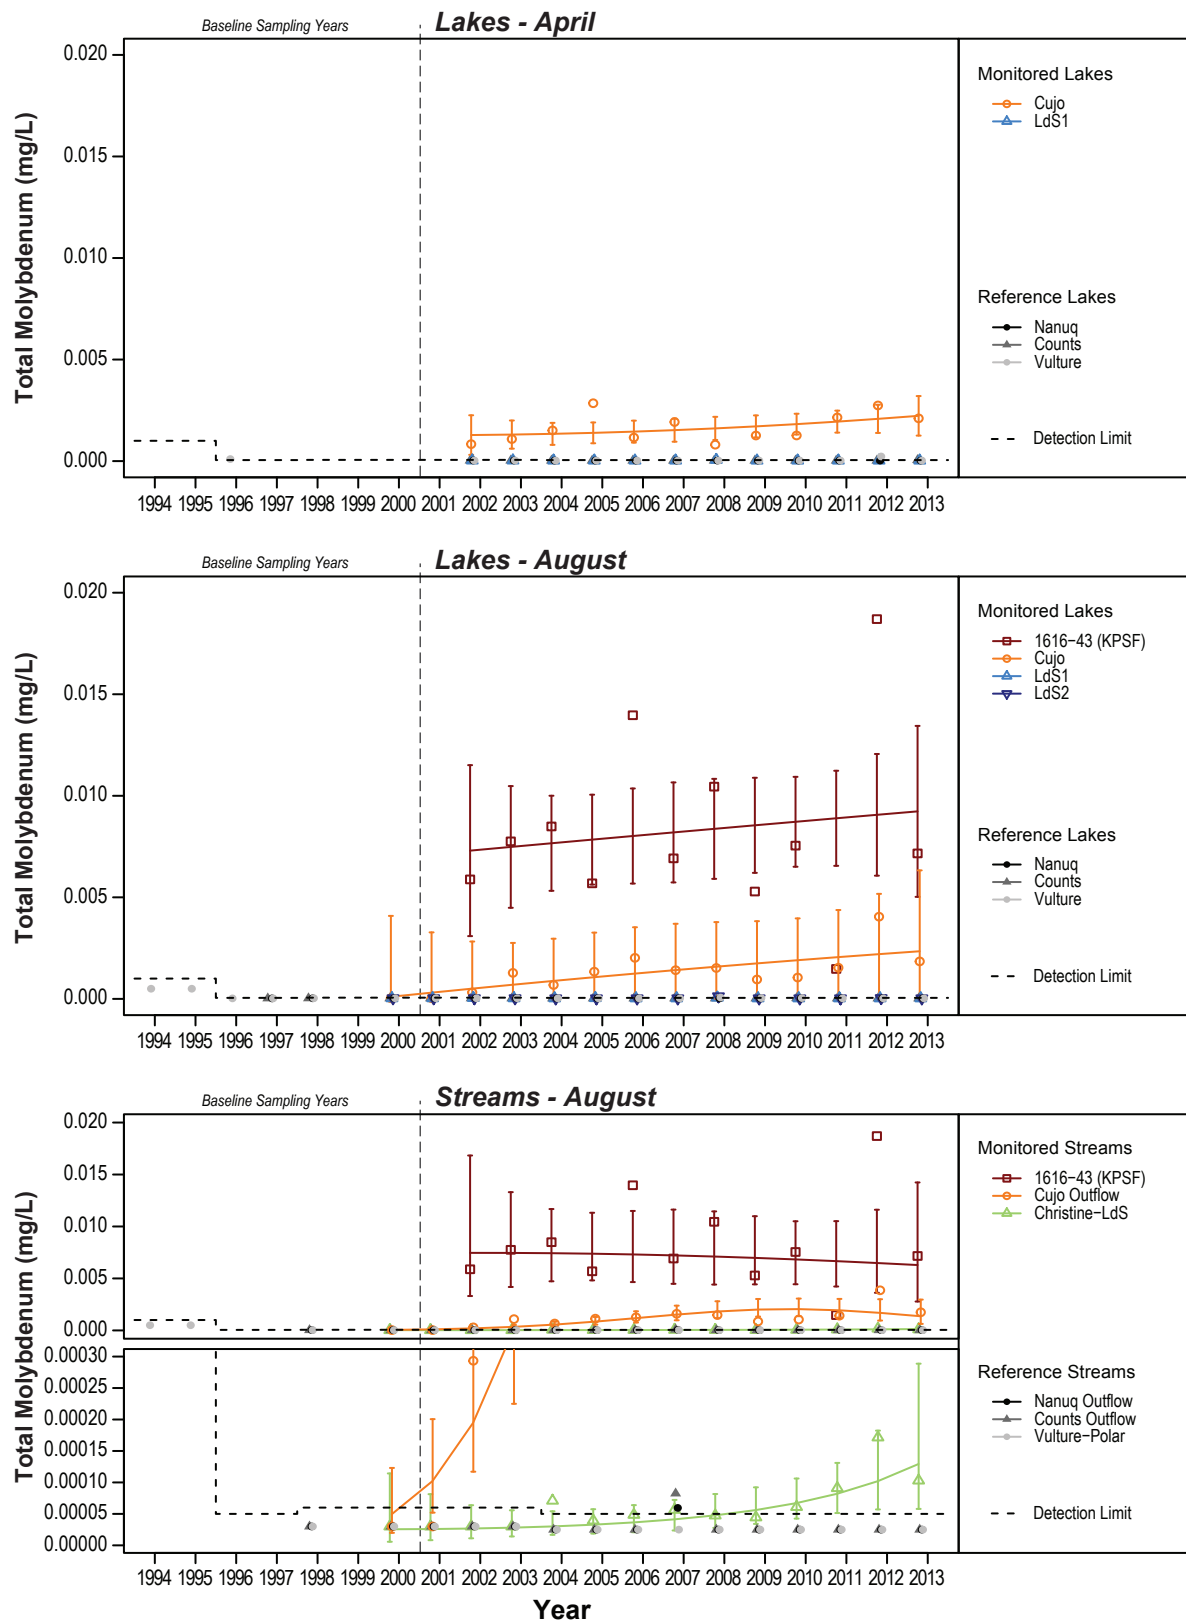 Baseline Sampling Years
Lakes - April
Total Molybdenum (mg/L)
0.020
0.015
0.010
0.005
0.000
1994 1995 1996 1997 1998 1999 2000 2001 2002 2003 2004 2005 2006 2007 2008 2009 2010 2011 2012 2013
Monitored Lakes
Cujo
LdS1
Reference Lakes
Nanuq
Counts
Vulture
Detection Limit
Baseline Sampling Years
Lakes - August
Total Molybdenum (mg/L)
0.020
0.015
0.010
0.005
0.000
1994 1995 1996 1997 1998 1999 2000 2001 2002 2003 2004 2005 2006 2007 2008 2009 2010 2011 2012 2013
Monitored Lakes
1616−43 (KPSF)
Cujo
LdS1
LdS2
Reference Lakes
Nanuq
Counts
Vulture
Detection Limit
Baseline Sampling Years
Streams - August
Total Molybdenum (mg/L)
0.020
0.015
0.010
0.005
0.000
0.00030
0.00025
0.00020
0.00015
0.00010
0.00005
0.00000
1994 1995 1996 1997 1998 1999 2000 2001 2002 2003 2004 2005 2006 2007 2008 2009 2010 2011 2012 2013
Year
Monitored Streams
1616−43 (KPSF)
Cujo Outflow
Christine−LdS
Reference Streams
Nanuq Outflow
Counts Outflow
Vulture−Polar
Detection Limit